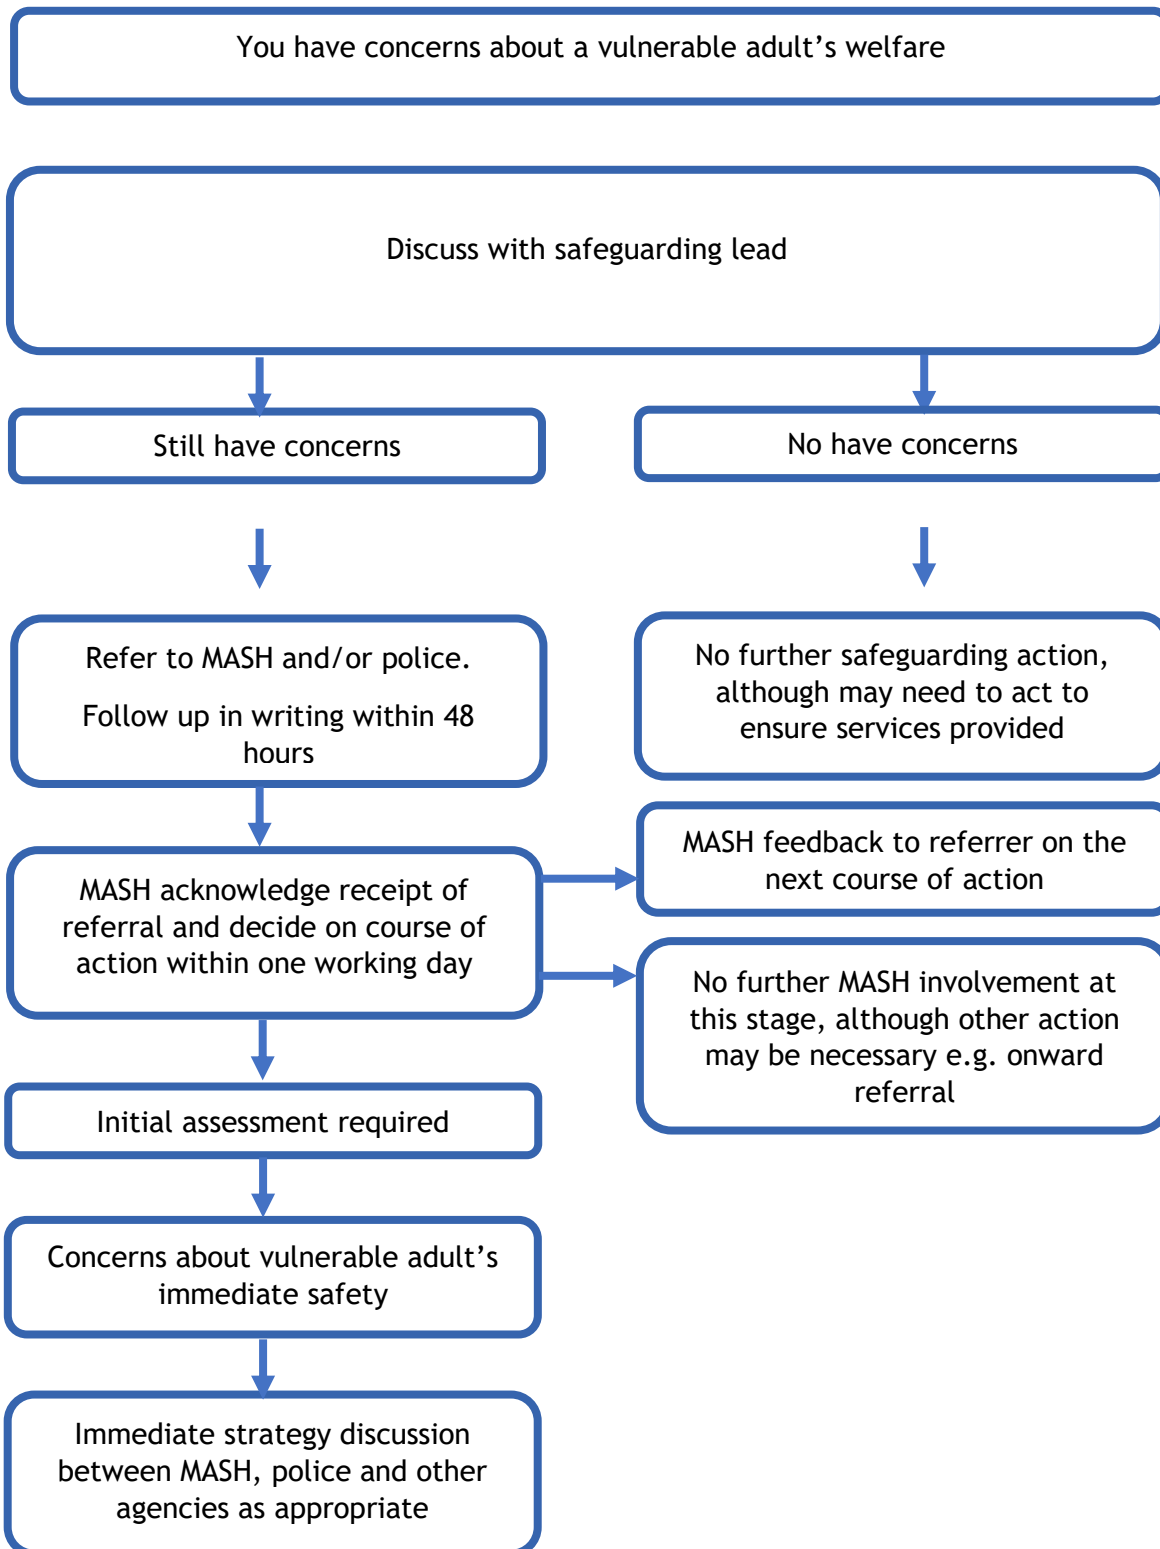 You have concerns about a vulnerable adult’s welfare
Discuss with safeguarding lead
Still have concerns
No have concerns
Refer to MASH and/or police.
Follow up in writing within 48
hours
No further safeguarding action,
although may need to act to
ensure services provided
MASH acknowledge receipt of
referral and decide on course of
action within one working day
MASH feedback to referrer on the
next course of action
No further MASH involvement at
this stage, although other action
may be necessary e.g. onward
referral
Initial assessment required
Concerns about vulnerable adult’s
immediate safety
Immediate strategy discussion
between MASH, police and other
agencies as appropriate